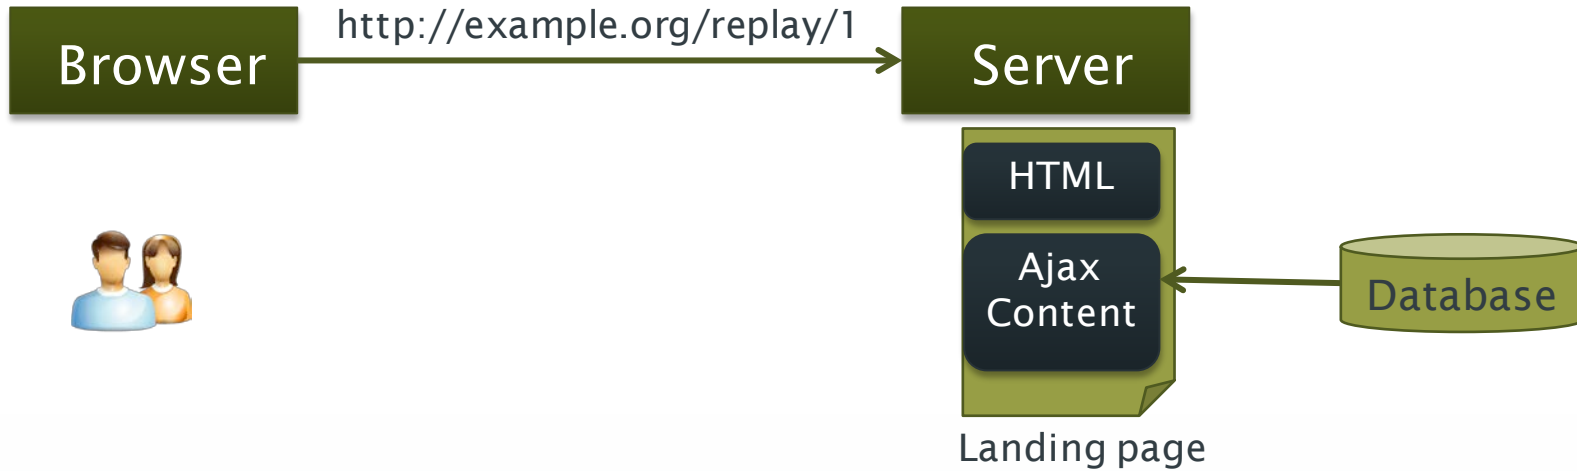 http://example.org/replay/1
Browser
Server
HTML
Ajax
Content
Database
Landing page